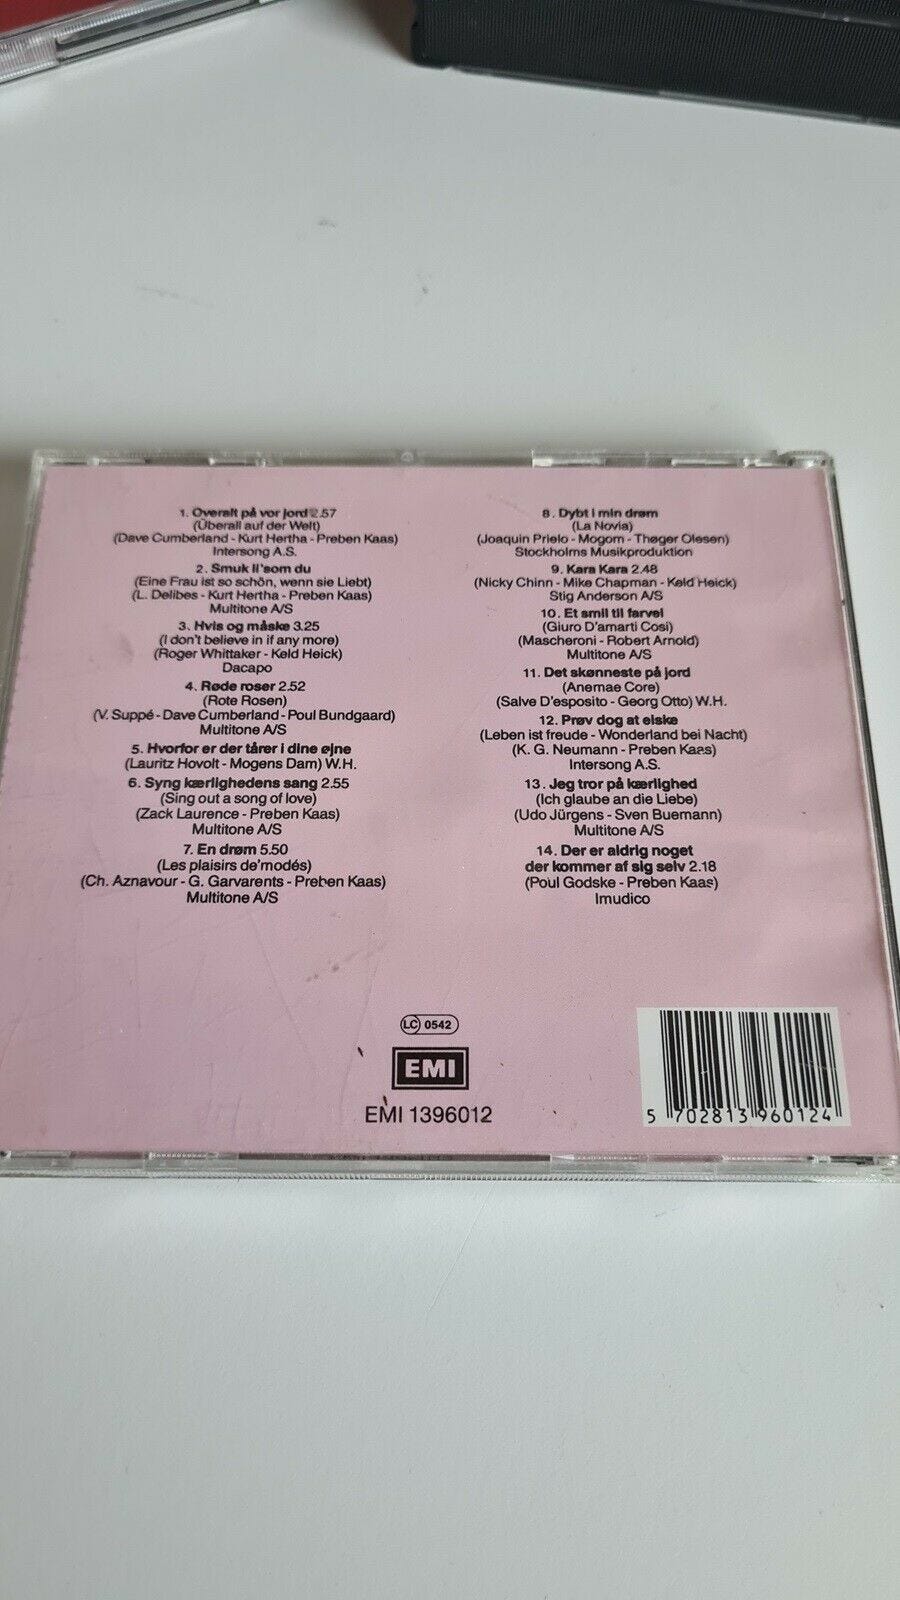 1. Overalt på vor jord 2.57
(Überall auf der Welt)
(Dave Cumberland - Kurt Hertha - Preben Kaas)
Intersong A.S.
2. Smuk li'som du
(Eine Frau ist so schön, wenn sie Liebt)
(L. Delibes - Kurt Hertha - Preben Kaas)
Multitone A/S
3. Hvis og måske 3.25
(I don't believe in if any more)
(Roger Whittaker - Keld Heick)
Dacapo
4. Røde roser 2.52
(Rote Rosen)
(V. Suppé - Dave Cumberland - Poul Bundgaard)
Multitone A/S
5. Hvorfor er der tårer i dine øjne
(Lauritz Hovolt - Mogens Dam) W.H.
6. Syng kærlighedens sang 2.55
(Sing out a song of love)
(Zack Laurence - Preben Kaas)
Multitone A/S
7. En drøm 5.50
(Les plaisirs de'modés)
(Ch. Aznavour - G. Garvarents - Preben Kaas)
Multitone A/S
8. Dybt i min drøm
(La Novia)
(Joaquin Prielo - Mogom - Thøger Olesen)
Stockholms Musikproduktion
9. Kara Kara 2.48
(Nicky Chinn - Mike Chapman - Keld Heick)
Stig Anderson A/S
10. Et smil til farvel
(Giuro D'amarti Cosi)
(Mascheroni - Robert Arnold)
Multitone A/S
11. Det skønneste på jord
(Anemae Core)
(Salve D'esposito - Georg Otto) W.H.
12. Prøv dog at elske
(Leben ist freude - Wonderland bei Nacht)
(K. G. Neumann - Preben Kaas)
Intersong A.S.
13. Jeg tror på kærlighed
(Ich glaube an die Liebe)
(Udo Jürgens - Sven Buemann)
Multitone A/S
14. Der er aldrig noget
der kommer af sig selv 2.18
(Poul Godske - Preben Kaas)
Imudico
LC 0542
EMI
EMI 1396012
5 702813 960124